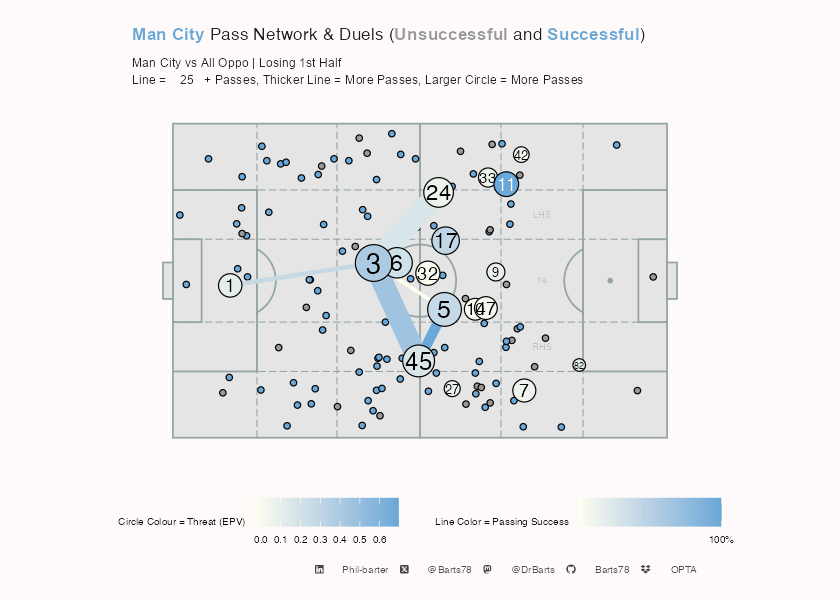 Man City Pass Network & Duels (Unsuccessful and Successful)
Man City vs All Oppo | Losing 1st Half
Line = 25 + Passes, Thicker Line = More Passes, Larger Circle = More Passes
42
33 11
24
LHS
17
3 6 32 9
14
1
5 47
RHS
45
82
27 7
Circle Colour = Threat (EPV)
0.0 0.1 0.2 0.3 0.4 0.5 0.6
Line Color = Passing Success
100%
Phil-barter @Barts78 @DrBarts Barts78 OPTA